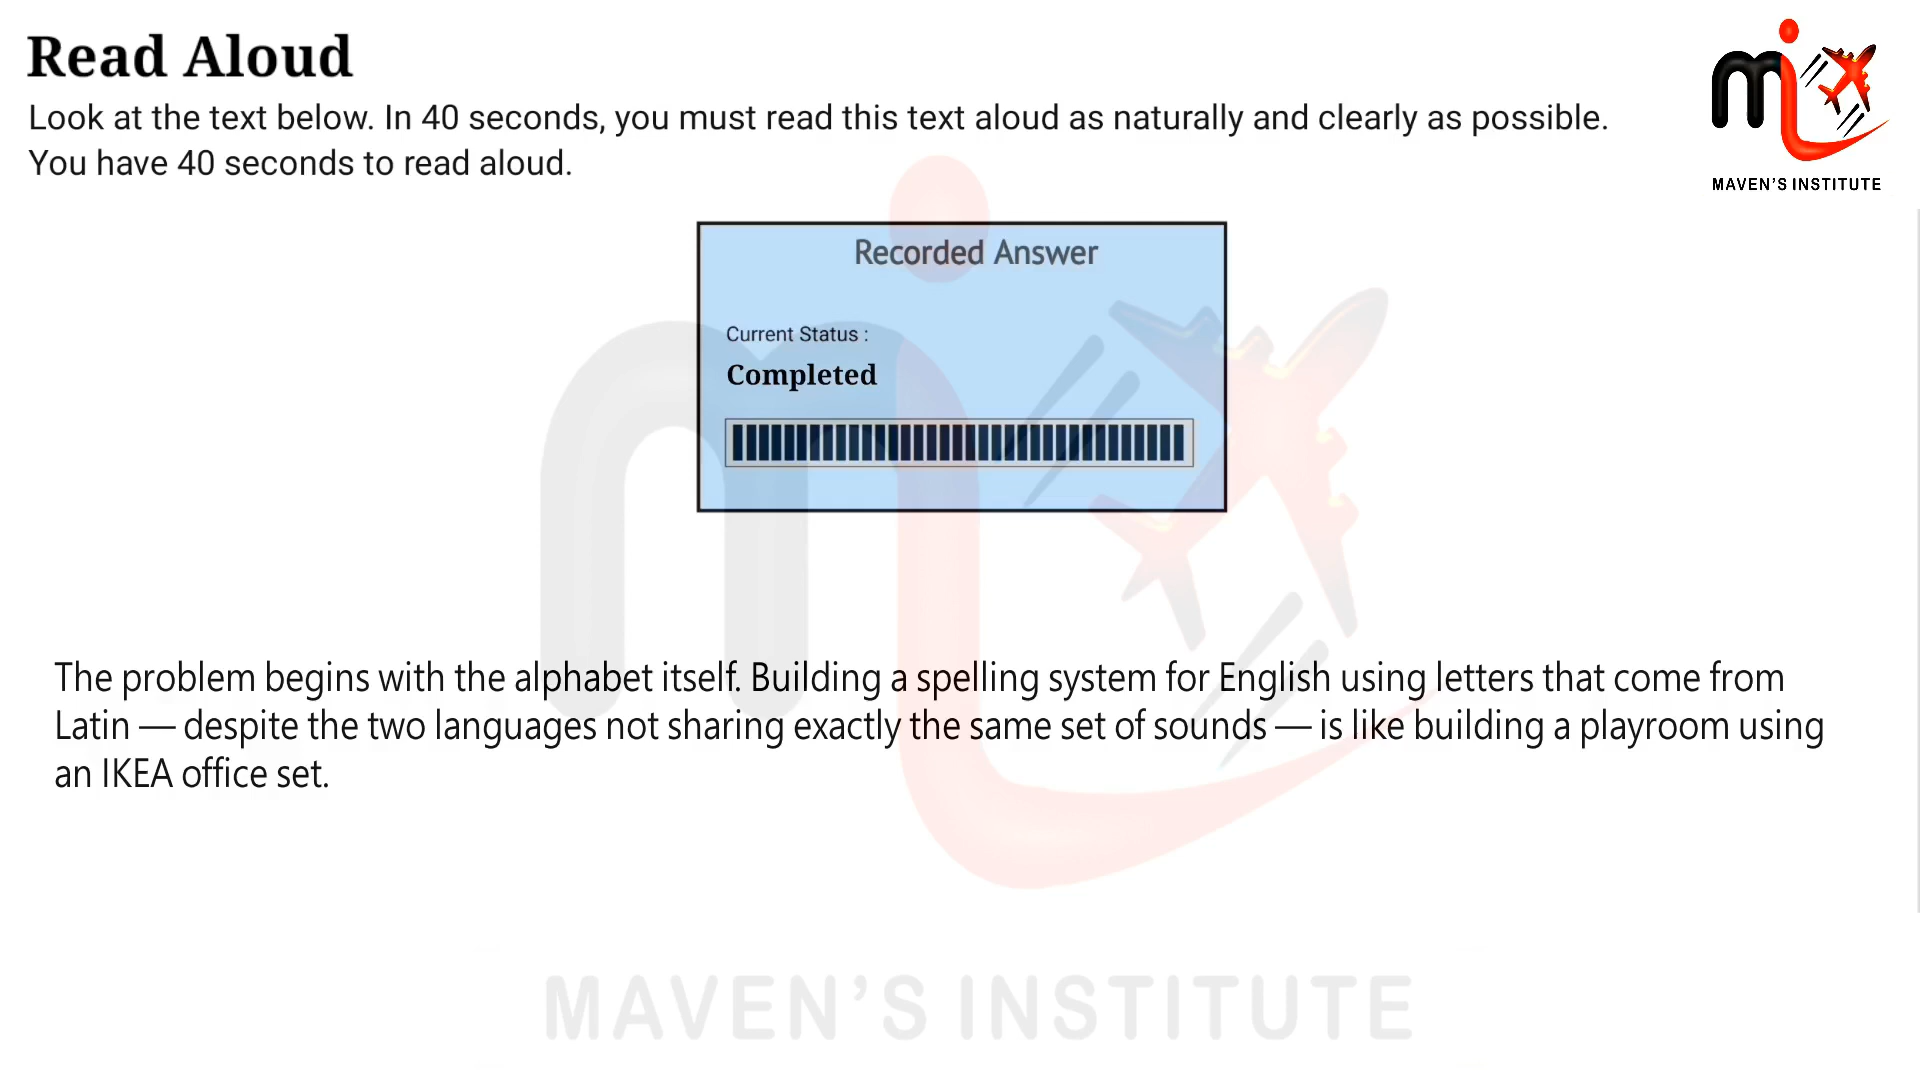 Read Aloud
Look at the text below. In 40 seconds, you must read this text aloud as naturally and clearly as possible.
You have 40 seconds to read aloud.
mi
MAVEN'S INSTITUTE
Recorded Answer
Current Status :
Completed
The problem begins with the alphabet itself. Building a spelling system for English using letters that come from
Latin — despite the two languages not sharing exactly the same set of sounds — is like building a playroom using
an IKEA office set.
MAVEN'S INSTITUTE